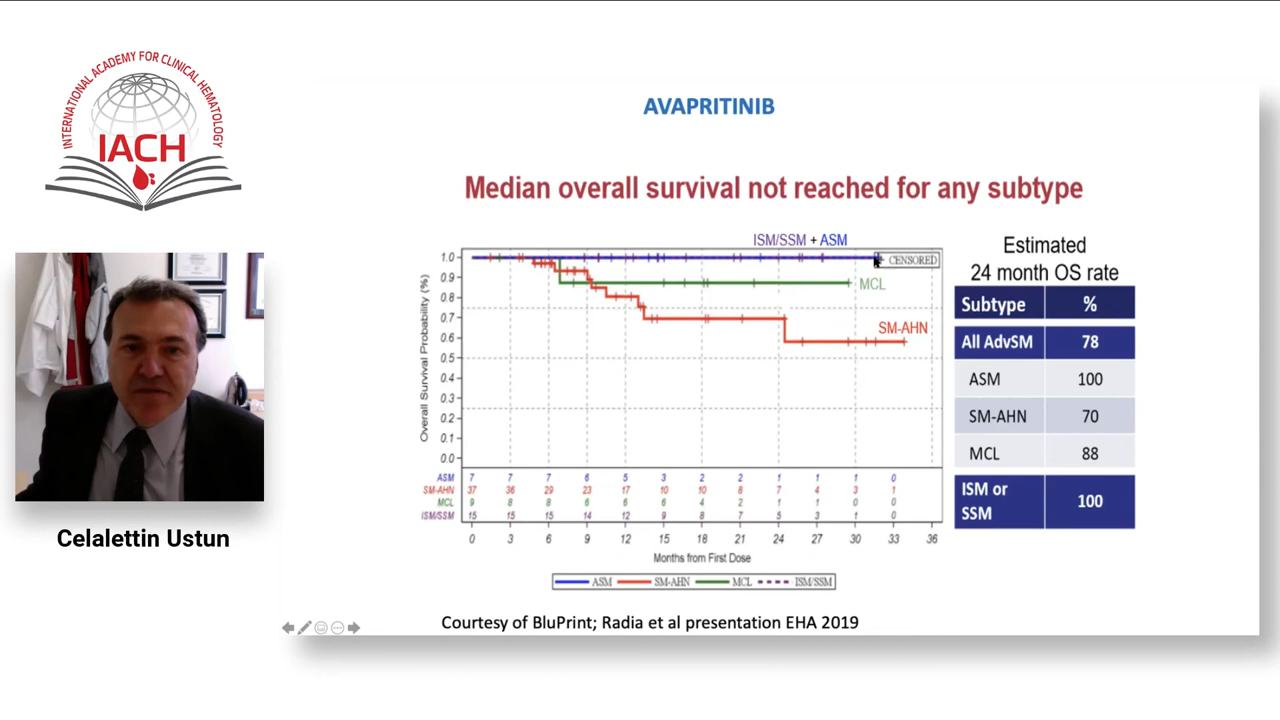 INTERNATIONAL ACADEMY FOR CLINICAL HEMATOLOGY
IACH
Celalettin Ustun
AVAPRITINIB
Median overall survival not reached for any subtype
ISM/SSM + ASM
CENSORED
MCL
SM-AHN
Overall Survival Probability (%)
1.0
0.9
0.8
0.7
0.6
0.5
0.4
0.3
0.2
0.1
0.0
ASM 7 7 7 6 5 3 2 2 1 1 1 0
SM-AHN 37 36 29 23 17 10 10 8 7 4 3 1
MCL 9 8 8 6 6 6 4 2 1 1 0 0
ISM/SSM 15 15 15 14 12 9 8 7 5 3 1 0
0 3 6 9 12 15 18 21 24 27 30 33 36
Months from First Dose
ASM SM-AHN MCL ISM/SSM
Estimated
24 month OS rate
Subtype %
All AdvSM 78
ASM 100
SM-AHN 70
MCL 88
ISM or
SSM 100
Courtesy of BluPrint; Radia et al presentation EHA 2019